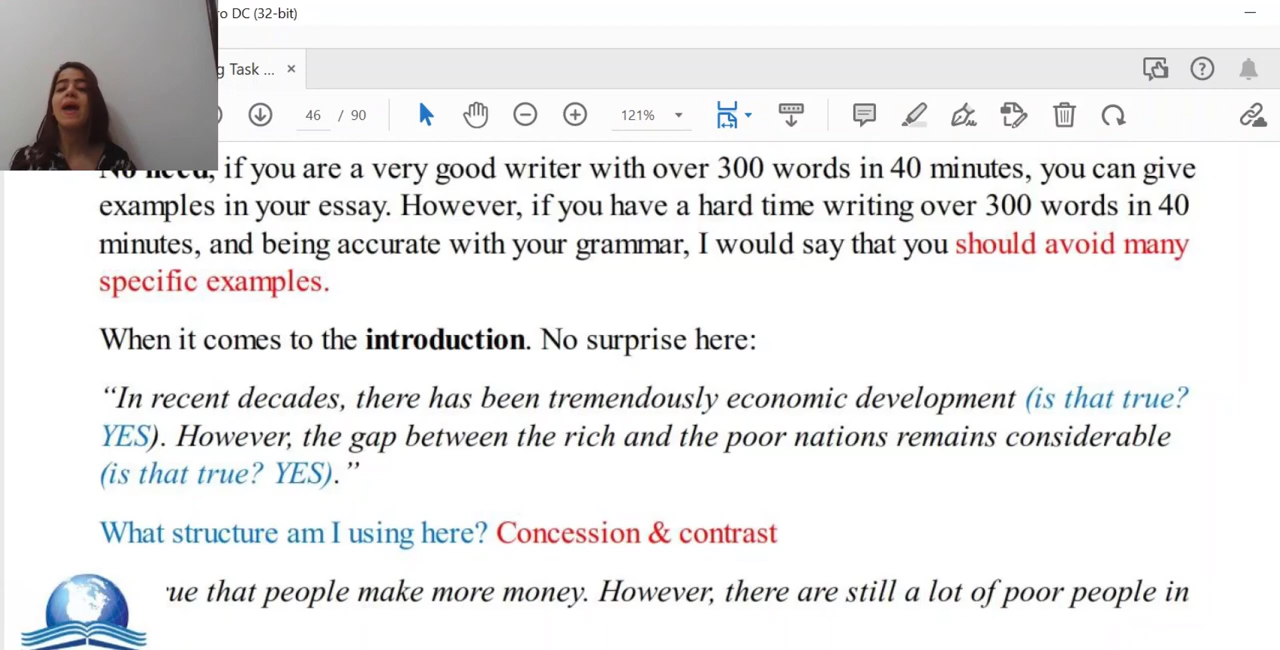 o DC (32-bit)
g Task ...
46 / 90
121%
No need, if you are a very good writer with over 300 words in 40 minutes, you can give
examples in your essay. However, if you have a hard time writing over 300 words in 40
minutes, and being accurate with your grammar, I would say that you should avoid many
specific examples.
When it comes to the introduction. No surprise here:
“In recent decades, there has been tremendously economic development (is that true?
YES). However, the gap between the rich and the poor nations remains considerable
(is that true? YES).”
What structure am I using here? Concession & contrast
ue that people make more money. However, there are still a lot of poor people in